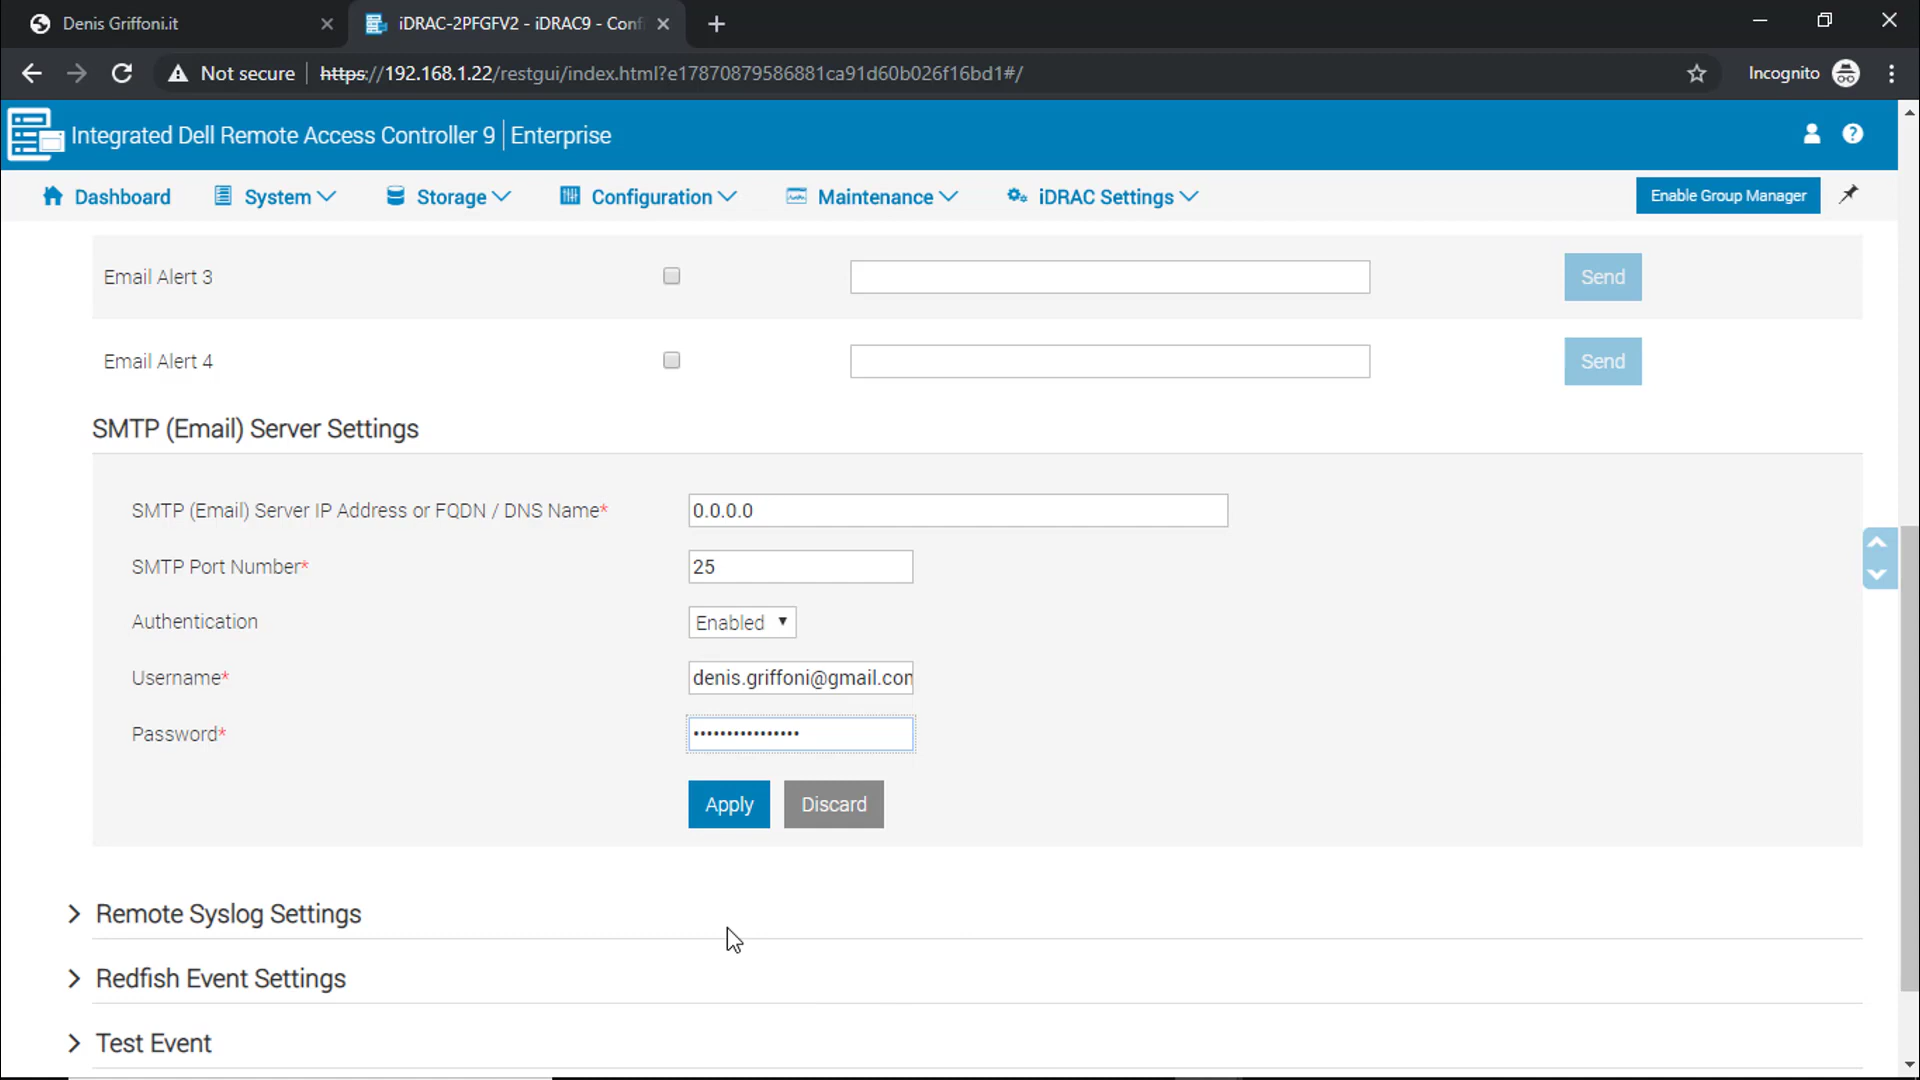 Denis Griffoni.it
iDRAC-2PFGFV2 - iDRAC9 - Conf
Not secure
https://192.168.1.22/restgui/index.html?e17870879586881ca91d60b026f16bd1#/
Incognito
Integrated Dell Remote Access Controller 9 | Enterprise
Dashboard
System
Storage
Configuration
Maintenance
iDRAC Settings
Enable Group Manager
Email Alert 3
Send
Email Alert 4
Send
SMTP (Email) Server Settings
SMTP (Email) Server IP Address or FQDN / DNS Name*
0.0.0.0
SMTP Port Number*
25
Authentication
Enabled
Username*
denis.griffoni@gmail.com
Password*
••••••••••••••••
Apply
Discard
Remote Syslog Settings
Redfish Event Settings
Test Event